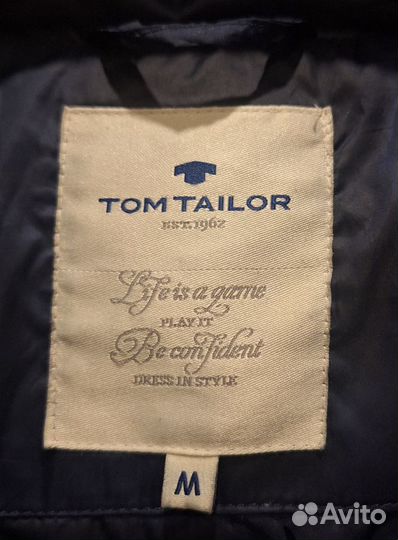 TOM TAILOR
EST. 1962
Life is a game
PLAY IT
Be confident
DRESS IN STYLE
M
Avito